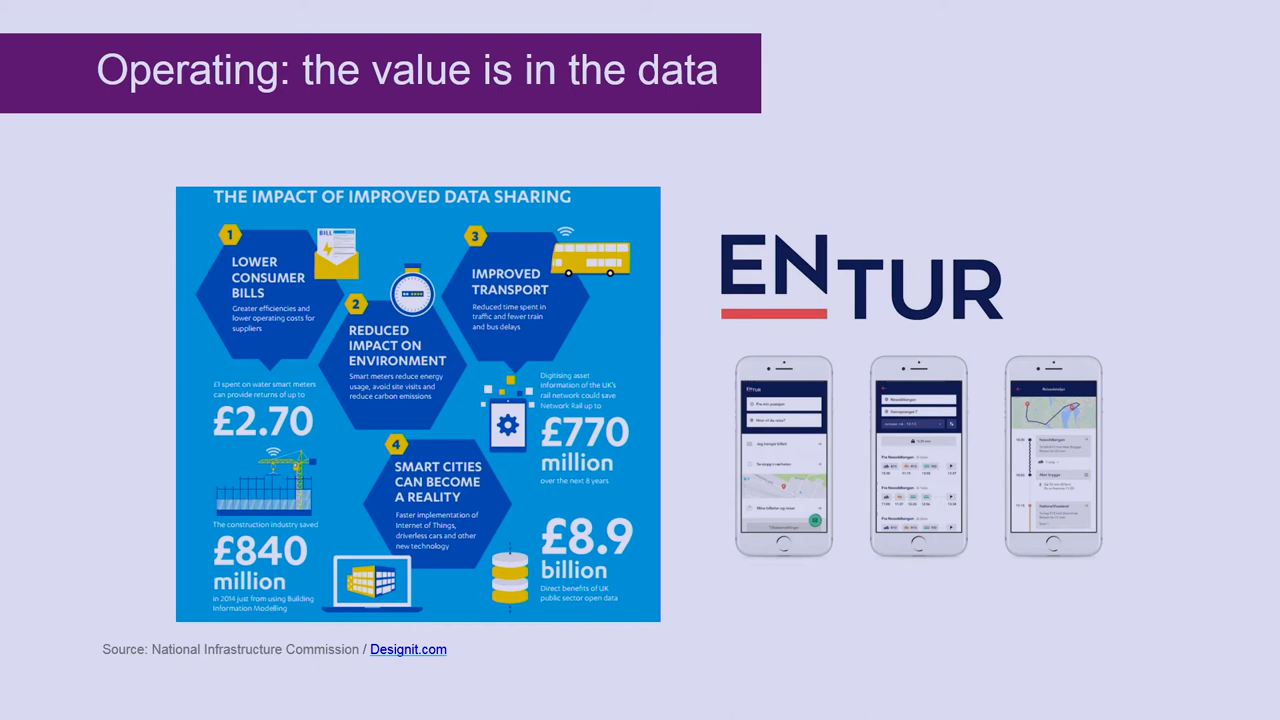 Operating: the value is in the data
THE IMPACT OF IMPROVED DATA SHARING
1
LOWER
CONSUMER
BILLS
Greater efficiencies and
lower operating costs for
suppliers
BILL
2
REDUCED
IMPACT ON
ENVIRONMENT
Smart meters reduce energy
usage, avoid site visits and
reduce carbon emissions
3
IMPROVED
TRANSPORT
Reduced time spent in
traffic and fewer train
and bus delays
£1 spent on water smart meters
can provide returns of up to
£2.70
Digitising asset
information of the UK's
rail network could save
Network Rail up to
£770
million
over the next 8 years
4
SMART CITIES
CAN BECOME
A REALITY
Faster implementation of
Internet of Things,
driverless cars and other
new technology
The construction industry saved
£840
million
in 2014 just from using Building
Information Modelling
£8.9
billion
Direct benefits of UK
public sector open data
ENTUR
Source: National Infrastructure Commission / Designit.com